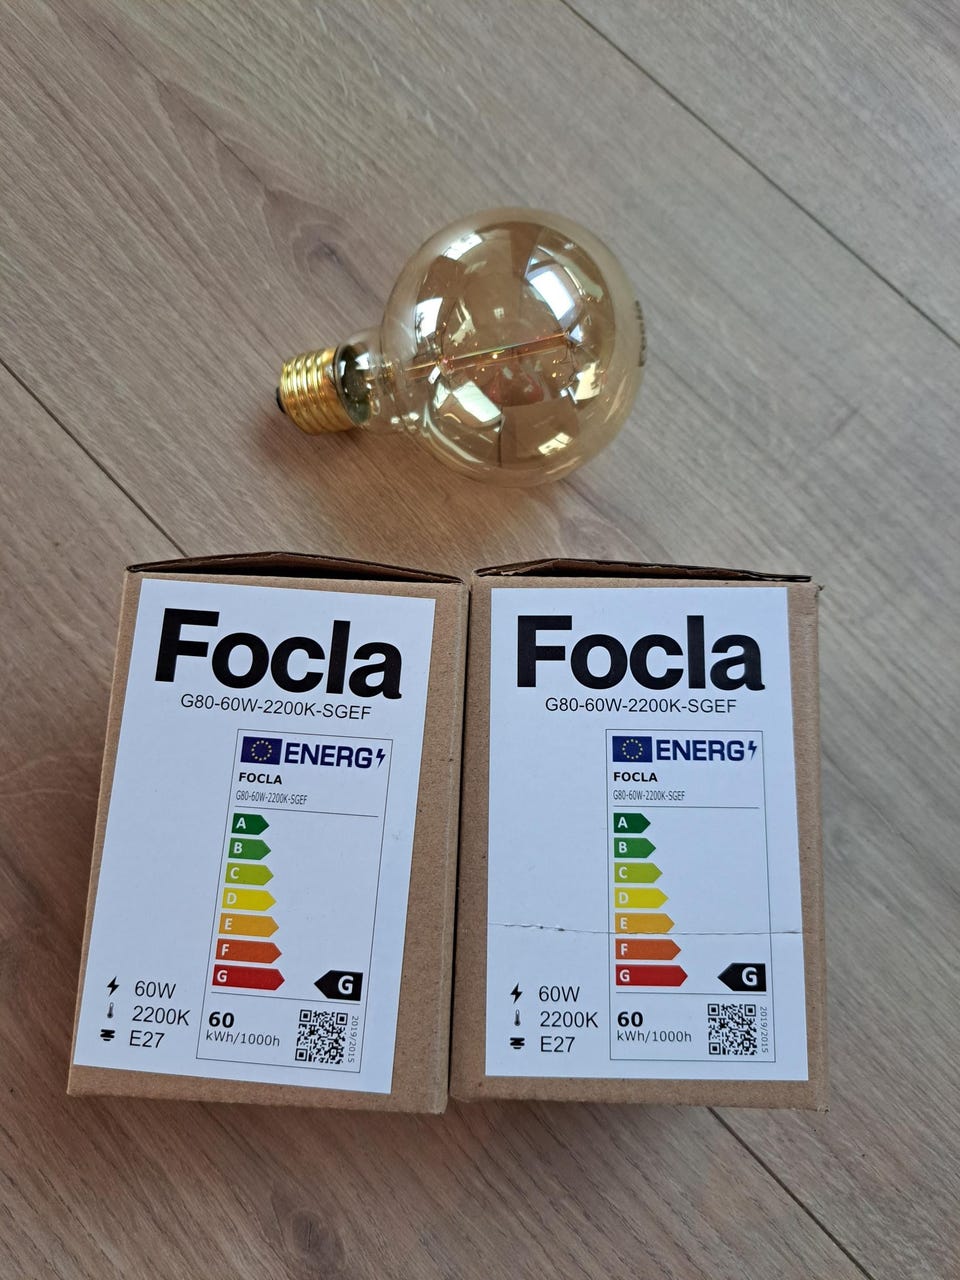 Focla
G80-60W-2200K-SGEF
ENERG
FOCLA
G80-60W-2200K-SGEF
A
B
C
D
E
F
G
G
60W
2200K
E27
60
kWh/1000h
2019/2015
Focla
G80-60W-2200K-SGEF
ENERG
FOCLA
G80-60W-2200K-SGEF
A
B
C
D
E
F
G
G
60W
2200K
E27
60
kWh/1000h
2019/2015